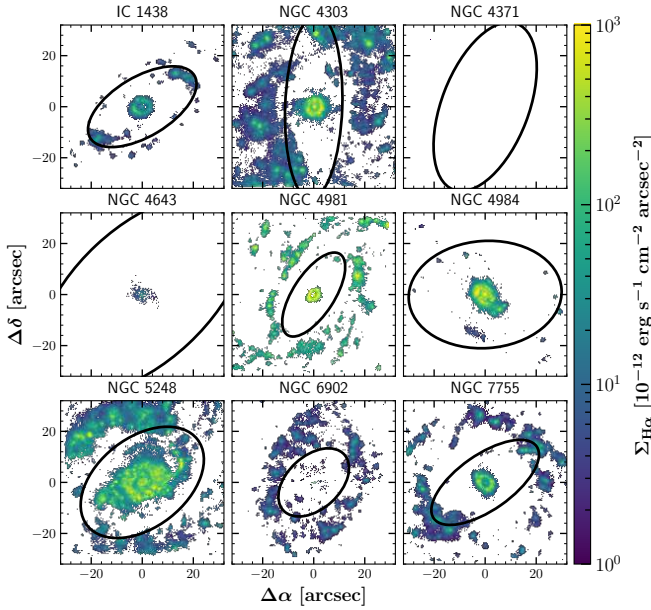 IC 1438 NGC 4303 NGC 4371
20
0
−20
10³
NGC 4643 NGC 4981 NGC 4984
20
0
−20
10²
NGC 5248 NGC 6902 NGC 7755
20
0
−20
10¹
10⁰
−20 0 20 −20 0 20 −20 0 20
Δα [arcsec]
Δδ [arcsec]
Σ_Hα [10⁻¹² erg s⁻¹ cm⁻² arcsec⁻²]